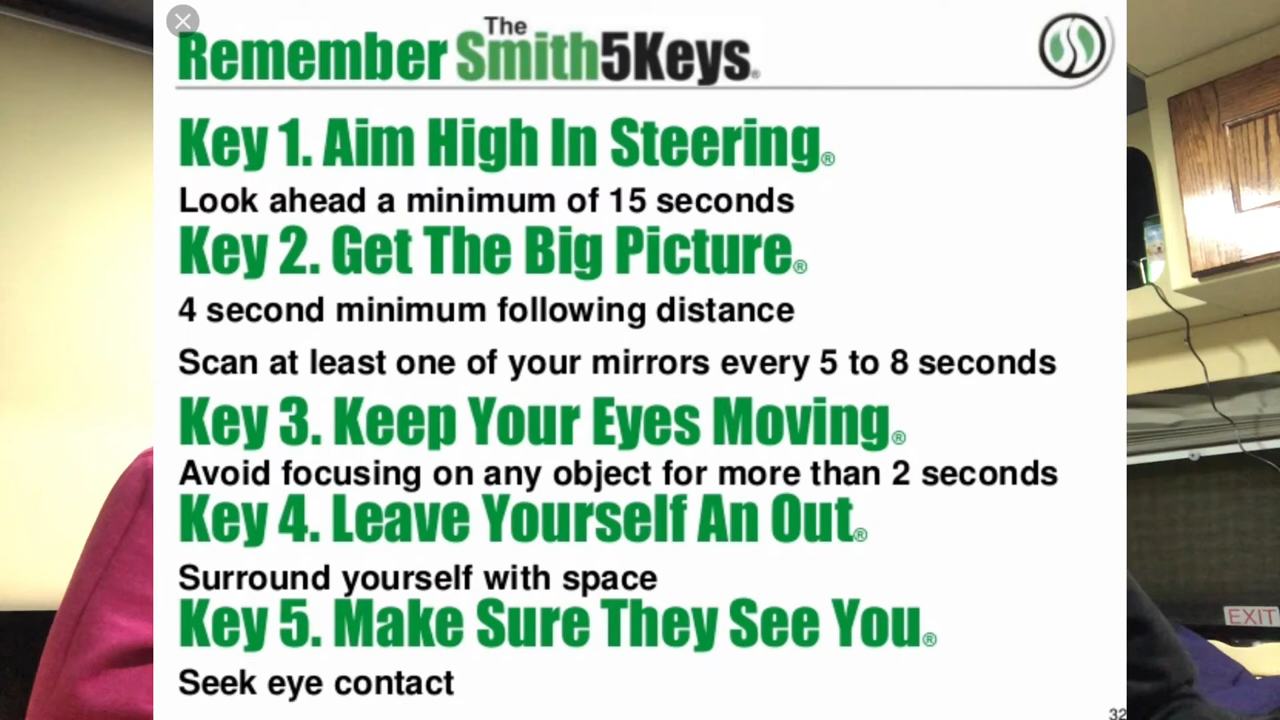 Remember The Smith5Keys®
Key 1. Aim High In Steering®
Look ahead a minimum of 15 seconds
Key 2. Get The Big Picture®
4 second minimum following distance
Scan at least one of your mirrors every 5 to 8 seconds
Key 3. Keep Your Eyes Moving®
Avoid focusing on any object for more than 2 seconds
Key 4. Leave Yourself An Out®
Surround yourself with space
Key 5. Make Sure They See You®
Seek eye contact
32
EXIT